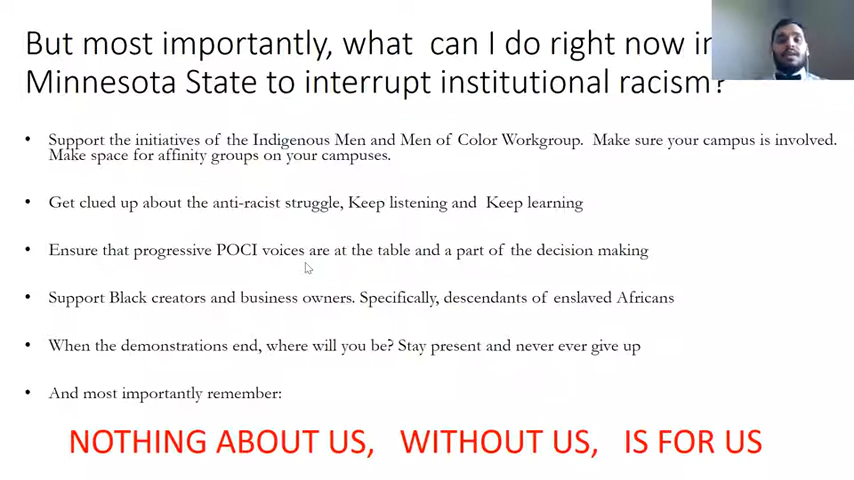 But most importantly, what can I do right now in
Minnesota State to interrupt institutional racism?
• Support the initiatives of the Indigenous Men and Men of Color Workgroup. Make sure your campus is involved.
Make space for affinity groups on your campuses.
• Get clued up about the anti-racist struggle, Keep listening and Keep learning
• Ensure that progressive POCI voices are at the table and a part of the decision making
• Support Black creators and business owners. Specifically, descendants of enslaved Africans
• When the demonstrations end, where will you be? Stay present and never ever give up
• And most importantly remember:
NOTHING ABOUT US, WITHOUT US, IS FOR US